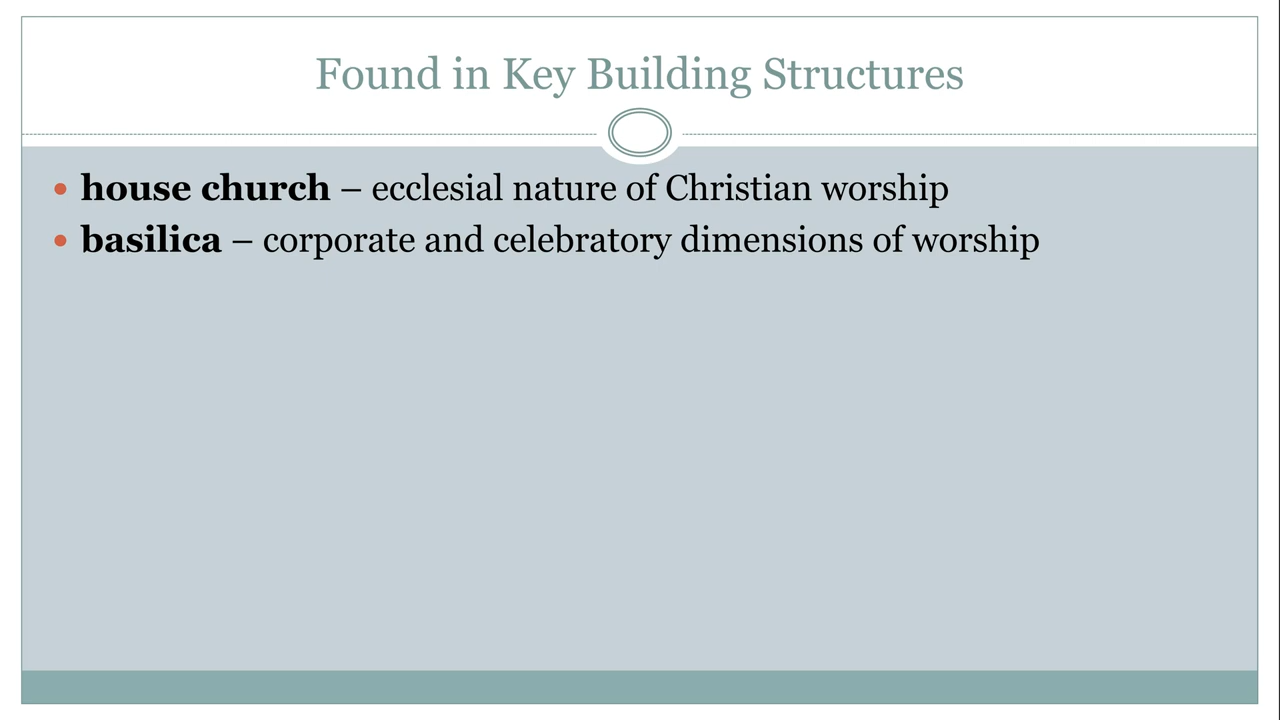 Found in Key Building Structures
• house church – ecclesial nature of Christian worship
• basilica – corporate and celebratory dimensions of worship